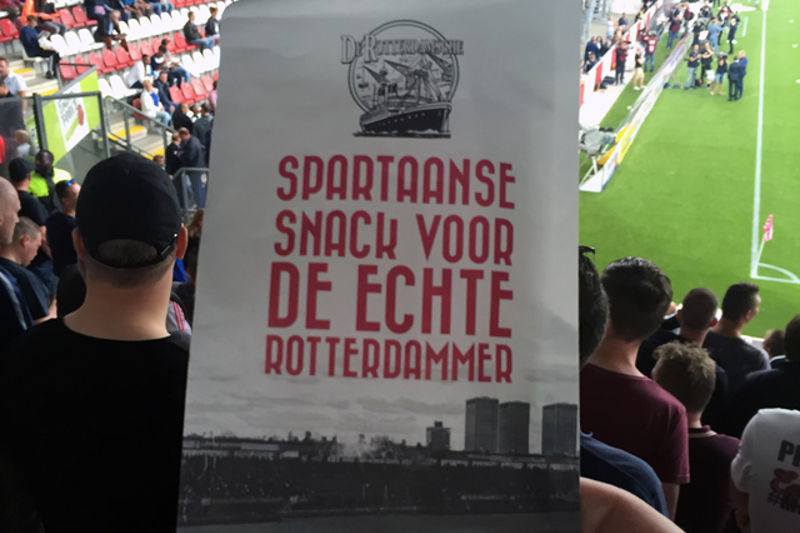 De Rotterdamsche
SPARTAANSE
SNACK VOOR
DE ECHTE
ROTTERDAMMER